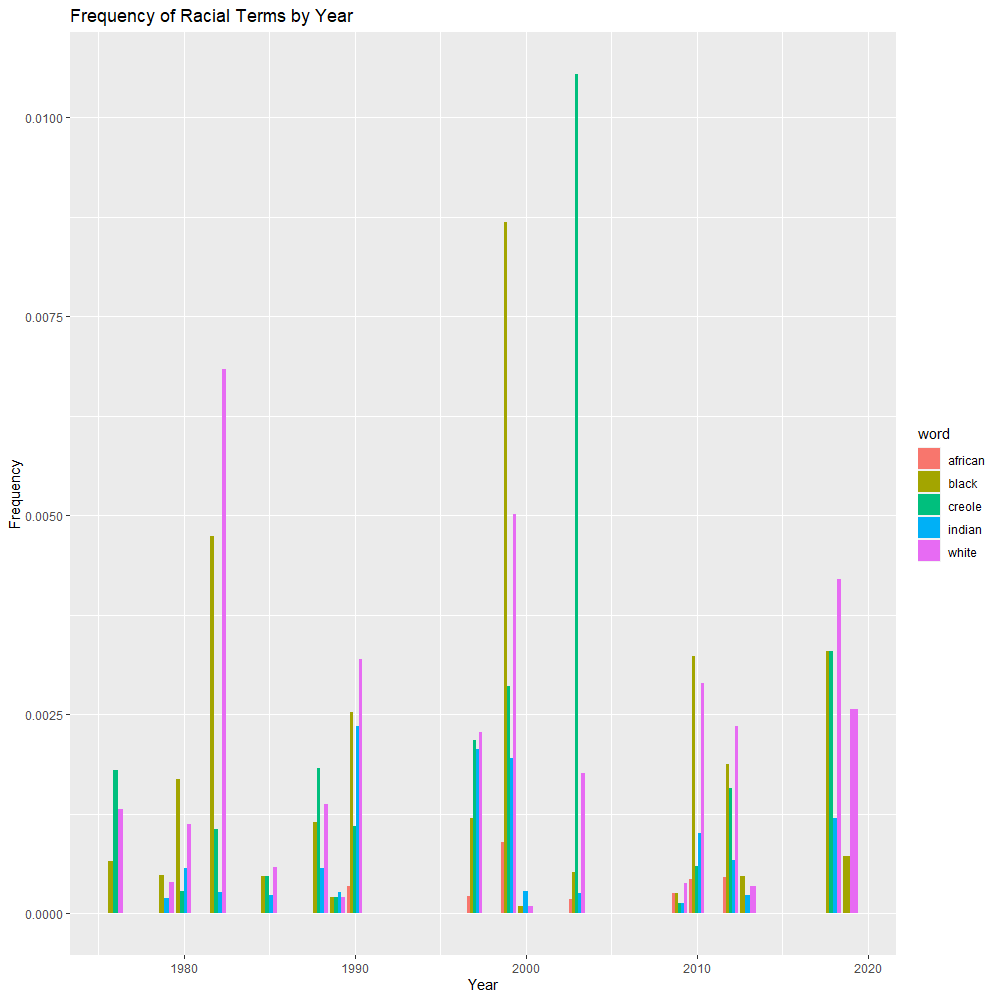 Frequency of Racial Terms by Year
0.0100
0.0075
0.0050
0.0025
0.0000
Frequency
1980 1990 2000 2010 2020
Year
word
african
black
creole
indian
white